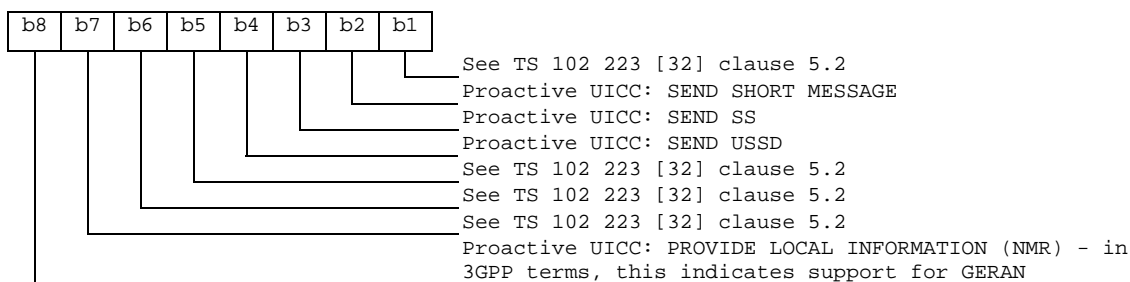 b8 b7 b6 b5 b4 b3 b2 b1
See TS 102 223 [32] clause 5.2
Proactive UICC: SEND SHORT MESSAGE
Proactive UICC: SEND SS
Proactive UICC: SEND USSD
See TS 102 223 [32] clause 5.2
See TS 102 223 [32] clause 5.2
See TS 102 223 [32] clause 5.2
Proactive UICC: PROVIDE LOCAL INFORMATION (NMR) - in
3GPP terms, this indicates support for GERAN